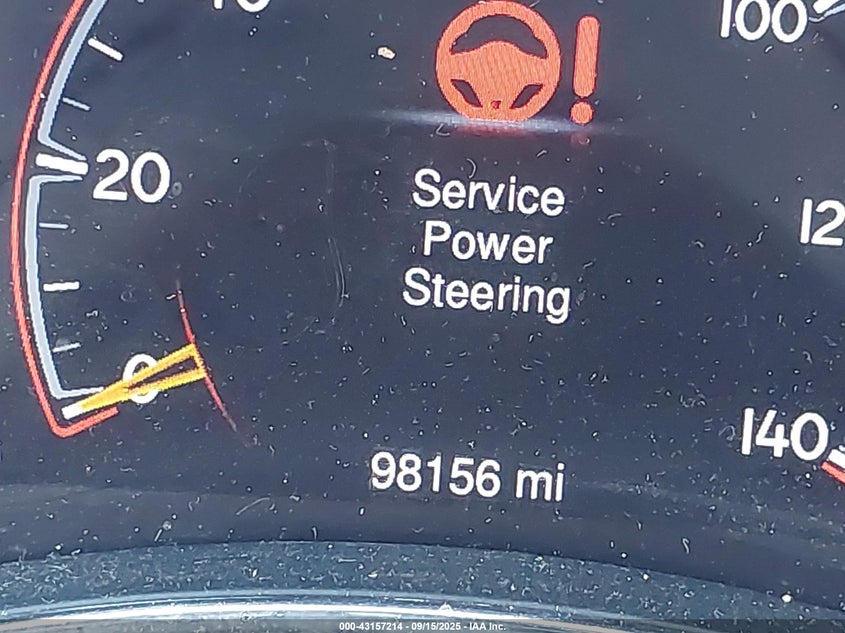 100
20
Service
Power
Steering
12
0
140
98156 mi
000-43157214 - 09/15/2025 - IAA Inc.